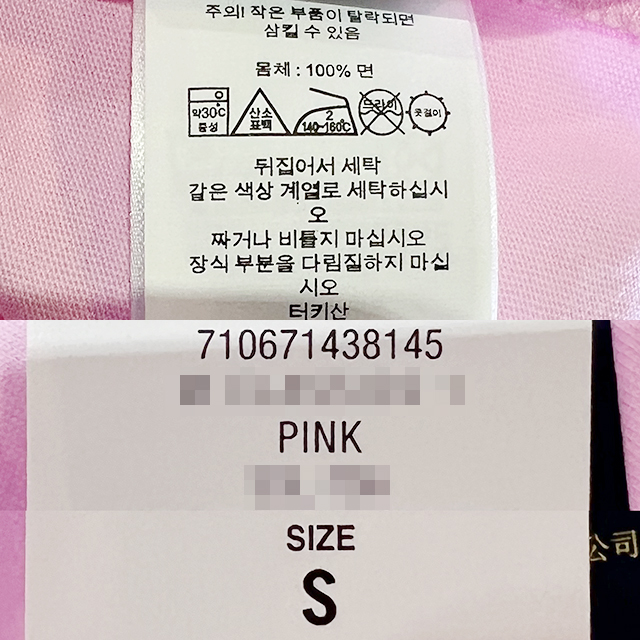 주의! 작은 부품이 탈락되면
삼킬 수 있음
몸체 : 100% 면
약30℃
중성
산소
표백
2
140~160℃
드라이
옷걸이
뒤집어서 세탁
같은 색상 계열로 세탁하십시
오
짜거나 비틀지 마십시오
장식 부분을 다림질하지 마십
시오
터키산
710671438145
PINK
SIZE
S
公司